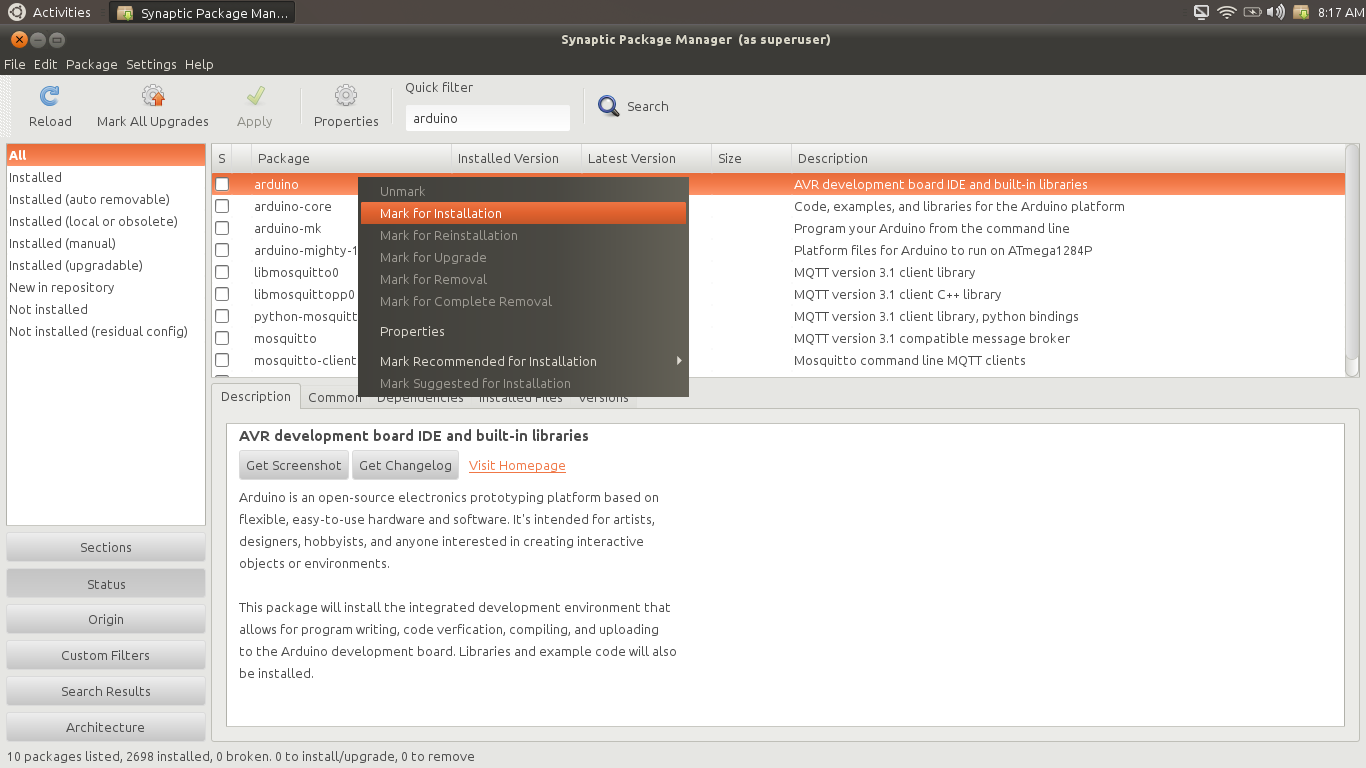 Activities Synaptic Package Man... 8:17 AM
Synaptic Package Manager (as superuser)
File Edit Package Settings Help
Quick filter
Reload Mark All Upgrades Apply Properties arduino Search
All
Installed
Installed (auto removable)
Installed (local or obsolete)
Installed (manual)
Installed (upgradable)
New in repository
Not installed
Not installed (residual config)
Sections
Status
Origin
Custom Filters
Search Results
Architecture
S Package Installed Version Latest Version Size Description
arduino AVR development board IDE and built-in libraries
arduino-core Code, examples, and libraries for the Arduino platform
arduino-mk Program your Arduino from the command line
arduino-mighty-1 Platform files for Arduino to run on ATmega1284P
libmosquitto0 MQTT version 3.1 client library
libmosquittopp0 MQTT version 3.1 client C++ library
python-mosquitt MQTT version 3.1 client library, python bindings
mosquitto MQTT version 3.1 compatible message broker
mosquitto-client Mosquitto command line MQTT clients
Unmark
Mark for Installation
Mark for Reinstallation
Mark for Upgrade
Mark for Removal
Mark for Complete Removal
Properties
Mark Recommended for Installation
Mark Suggested for Installation
Description Common Dependencies Installed Files Versions
AVR development board IDE and built-in libraries
Get Screenshot Get Changelog Visit Homepage
Arduino is an open-source electronics prototyping platform based on
flexible, easy-to-use hardware and software. It's intended for artists,
designers, hobbyists, and anyone interested in creating interactive
objects or environments.
This package will install the integrated development environment that
allows for program writing, code verfication, compiling, and uploading
to the Arduino development board. Libraries and example code will also
be installed.
10 packages listed, 2698 installed, 0 broken. 0 to install/upgrade, 0 to remove